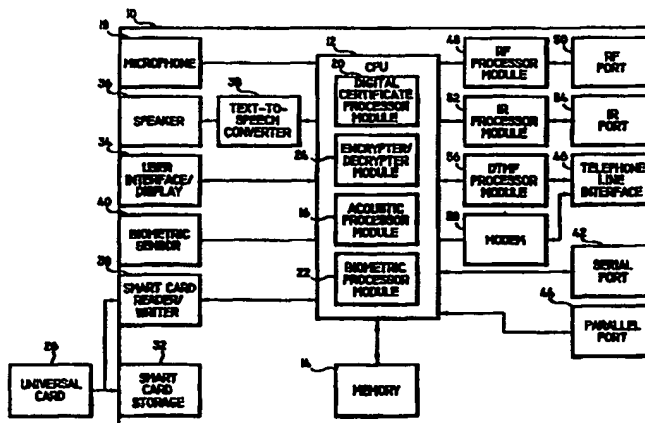 10
18
MICROPHONE
36
SPEAKER
38
TEXT-TO-
SPEECH
CONVERTER
34
USER
INTERFACE/
DISPLAY
40
BIOMETRIC
SENSOR
SMART CARD
READER/
WRITER
UNIVERSAL
CARD
32
SMART
CARD
STORAGE
12
CPU
20
DIGITAL
CERTIFICATE
PROCESSOR
MODULE
24
ENCRYPTER/
DECRYPTER
MODULE
16
ACOUSTIC
PROCESSOR
MODULE
22
BIOMETRIC
PROCESSOR
MODULE
14
MEMORY
48
RF
PROCESSOR
MODULE
50
RF
PORT
52
IR
PROCESSOR
MODULE
54
IR
PORT
56
DTMF
PROCESSOR
MODULE
46
TELEPHONE
LINE
INTERFACE
MODEM
42
SERIAL
PORT
PARALLEL
PORT